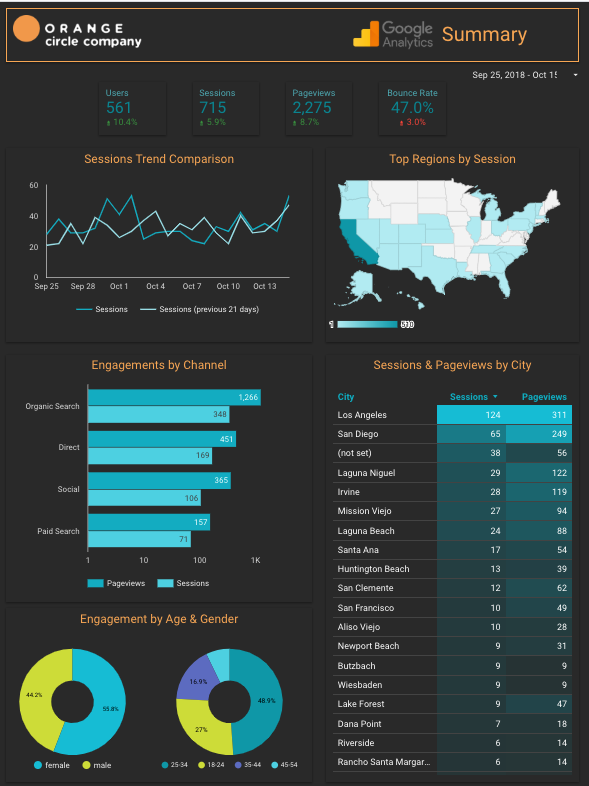 ORANGE
circle company
Google
Analytics
Summary
Sep 25, 2018 - Oct 15
Users
561
10.4%
Sessions
715
5.9%
Pageviews
2,275
8.7%
Bounce Rate
47.0%
3.0%
Sessions Trend Comparison
60
40
20
0
Sep 25 Sep 28 Oct 1 Oct 4 Oct 7 Oct 10 Oct 13
Sessions Sessions (previous 21 days)
Top Regions by Session
1 510
Engagements by Channel
Organic Search
1,266
348
Direct
451
169
Social
365
106
Paid Search
157
71
1 10 100 1K
Pageviews Sessions
Sessions & Pageviews by City
City Sessions Pageviews
Los Angeles 124 311
San Diego 65 249
(not set) 38 56
Laguna Niguel 29 122
Irvine 28 119
Mission Viejo 27 94
Laguna Beach 24 88
Santa Ana 17 54
Huntington Beach 13 39
San Clemente 12 62
San Francisco 10 49
Aliso Viejo 10 28
Newport Beach 9 31
Butzbach 9 9
Wiesbaden 9 9
Lake Forest 9 47
Dana Point 7 18
Riverside 6 14
Rancho Santa Margar... 6 14
Engagement by Age & Gender
44.2%
55.8%
female male
16.9%
48.9%
27%
25-34 18-24 35-44 45-54